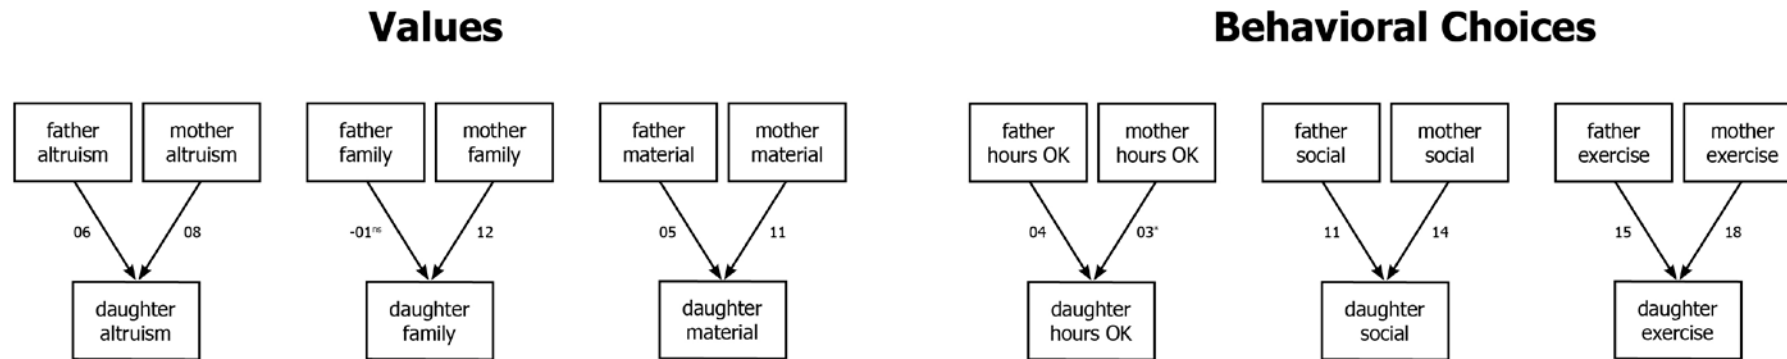 Values
Behavioral Choices
father
altruism
mother
altruism
father
family
mother
family
father
material
mother
material
father
hours OK
mother
hours OK
father
social
mother
social
father
exercise
mother
exercise
06
08
-01ⁿˢ
12
05
11
04
03*
11
14
15
18
daughter
altruism
daughter
family
daughter
material
daughter
hours OK
daughter
social
daughter
exercise